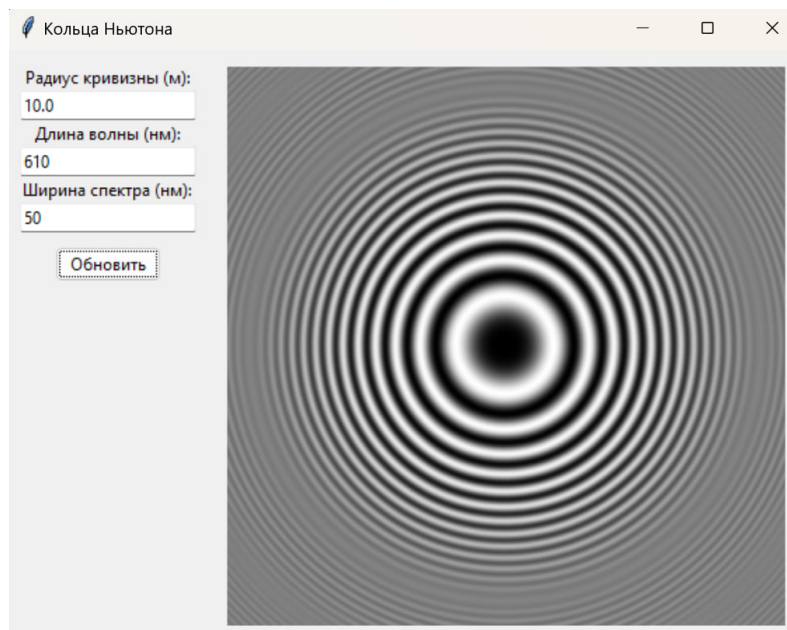 Кольца Ньютона
Радиус кривизны (м):
10.0
Длина волны (нм):
610
Ширина спектра (нм):
50
Обновить